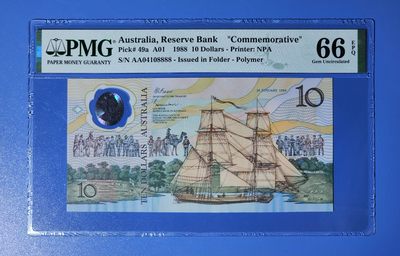 PMG
PAPER MONEY GUARANTY
Australia, Reserve Bank "Commemorative"
Pick# 49a A01 1988 10 Dollars - Printer: NPA
S/N AA04108888 - Issued in Folder - Polymer
66 EPQ
Gem Uncirculated
10
TEN DOLLARS AUSTRALIA
10